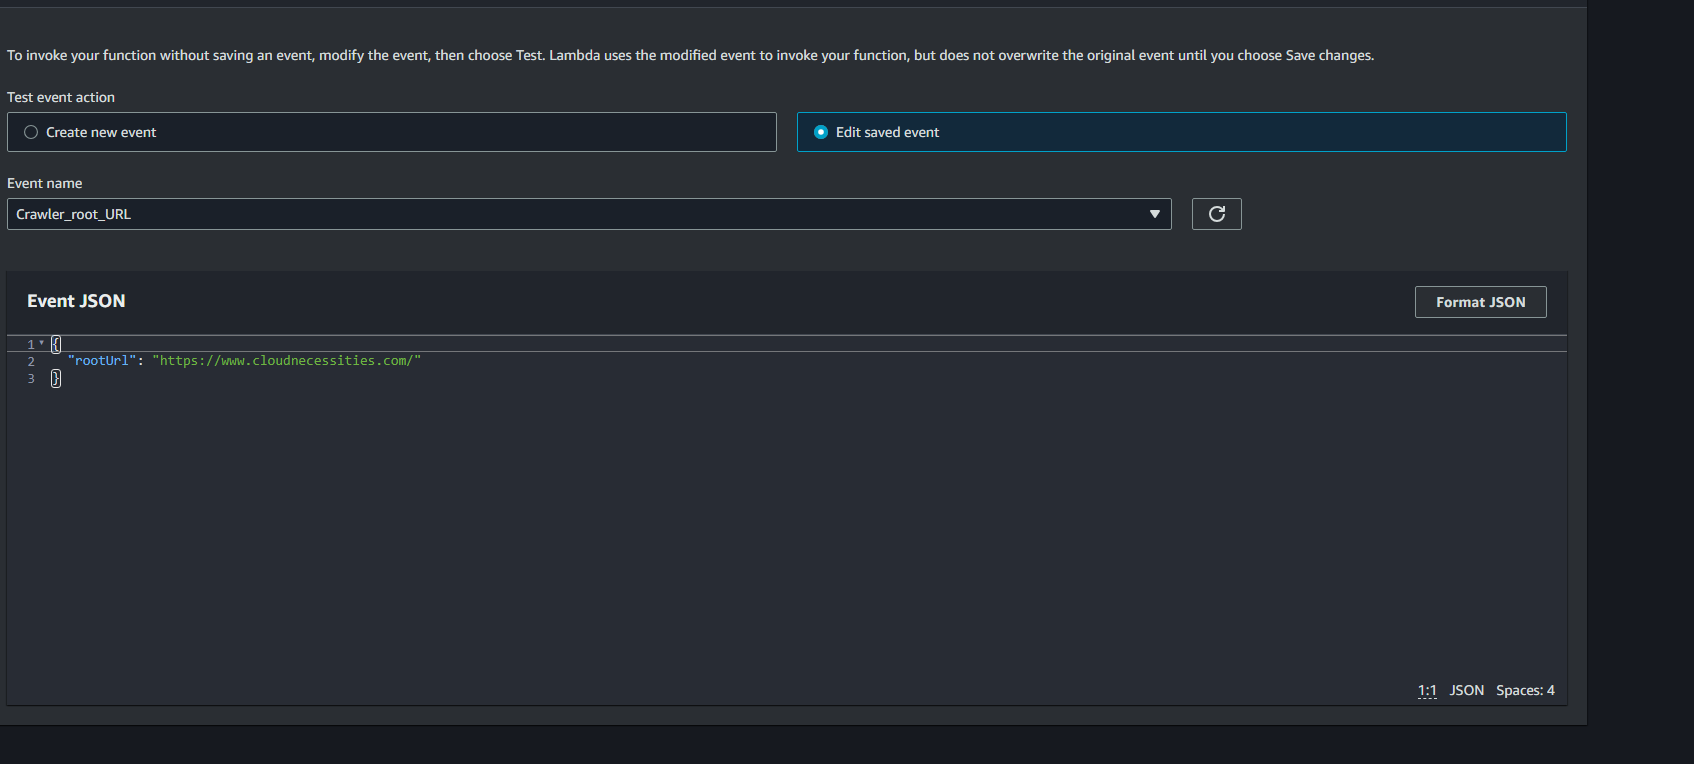 To invoke your function without saving an event, modify the event, then choose Test. Lambda uses the modified event to invoke your function, but does not overwrite the original event until you choose Save changes.
Test event action
Create new event
Edit saved event
Event name
Crawler_root_URL
Event JSON
Format JSON
1 {
2 "rootUrl": "https://www.cloudnecessities.com/"
3 }
1:1 JSON Spaces: 4